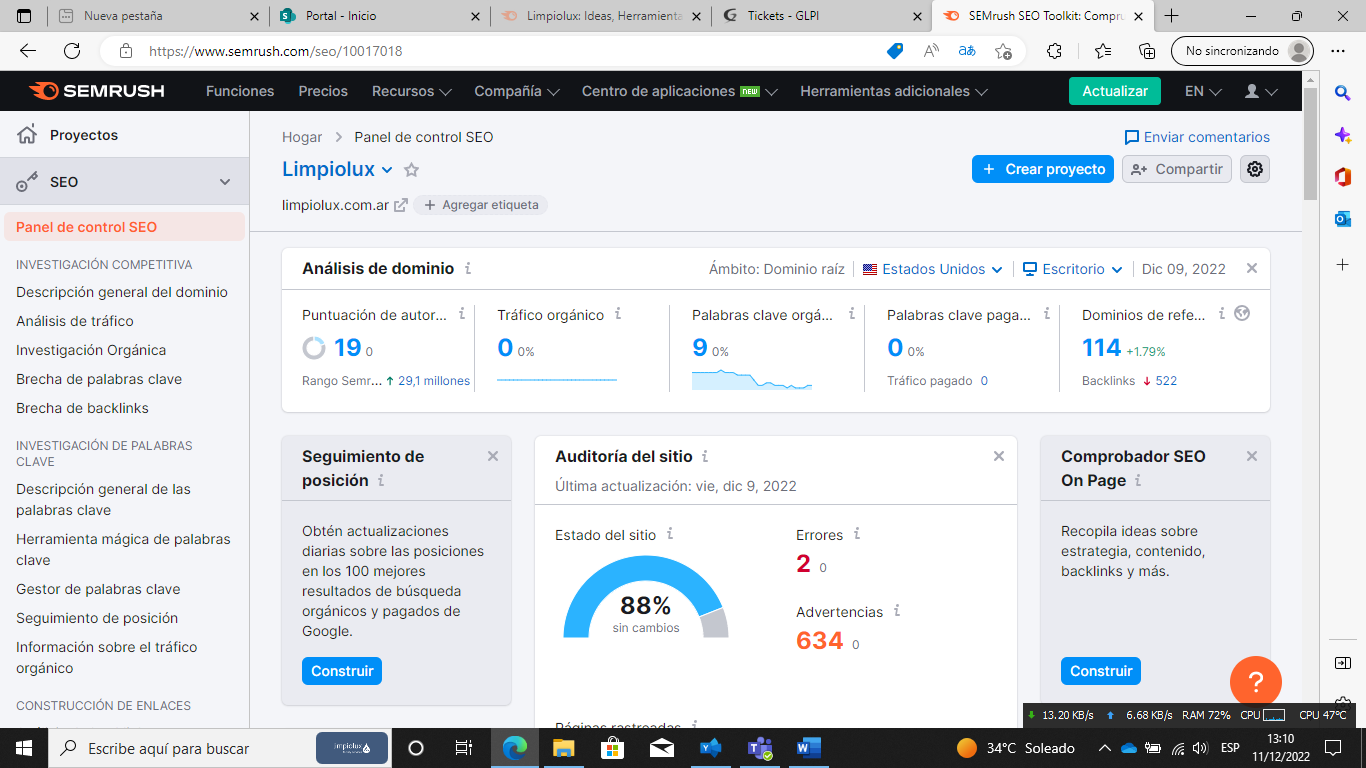 Nueva pestaña
Portal - Inicio
Limpiolux: Ideas, Herramienta
Tickets - GLPI
SEMrush SEO Toolkit: Compru
https://www.semrush.com/seo/10017018
No sincronizando
SEMRUSH
Funciones
Precios
Recursos
Compañía
Centro de aplicaciones NEW
Herramientas adicionales
Actualizar
EN
Proyectos
SEO
Panel de control SEO
INVESTIGACIÓN COMPETITIVA
Descripción general del dominio
Análisis de tráfico
Investigación Orgánica
Brecha de palabras clave
Brecha de backlinks
INVESTIGACIÓN DE PALABRAS
CLAVE
Descripción general de las
palabras clave
Herramienta mágica de palabras
clave
Gestor de palabras clave
Seguimiento de posición
Información sobre el tráfico
orgánico
CONSTRUCCIÓN DE ENLACES
Hogar > Panel de control SEO
Enviar comentarios
Limpiolux
+ Crear proyecto
Compartir
limpiolux.com.ar
+ Agregar etiqueta
Análisis de dominio i
Ámbito: Dominio raíz
Estados Unidos
Escritorio
Dic 09, 2022
Puntuación de autor... i
19 0
Rango Semr... ↑ 29,1 millones
Tráfico orgánico i
0 0%
Palabras clave orgá... i
9 0%
Palabras clave paga... i
0 0%
Tráfico pagado 0
Dominios de refe... i
114 +1.79%
Backlinks ↓ 522
Seguimiento de
posición i
Obtén actualizaciones
diarias sobre las posiciones
en los 100 mejores
resultados de búsqueda
orgánicos y pagados de
Google.
Construir
Auditoría del sitio i
Última actualización: vie, dic 9, 2022
Estado del sitio i
88%
sin cambios
Errores i
2 0
Advertencias i
634 0
Páginas rastreadas i
Comprobador SEO
On Page i
Recopila ideas sobre
estrategia, contenido,
backlinks y más.
Construir
?
13.20 KB/s 6.68 KB/s RAM 72% CPU CPU 47ºC
Escribe aquí para buscar
limpiolux
34°C Soleado
ESP
13:10
11/12/2022